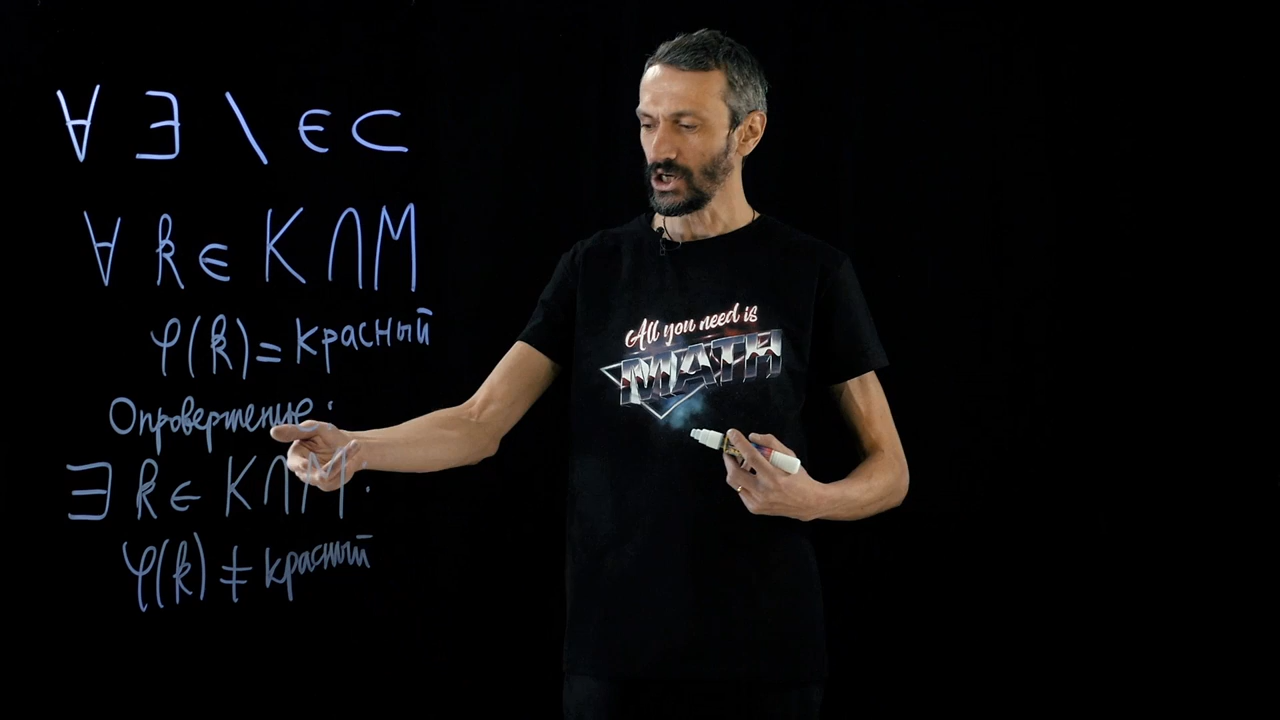 ∀ ∃ \ ∈ ⊂
∀ k ∈ K ∩ M
φ(k) = красный
Опровержение:
∃ k ∈ K ∩ M:
φ(k) ≠ красный
All you need is
MATH